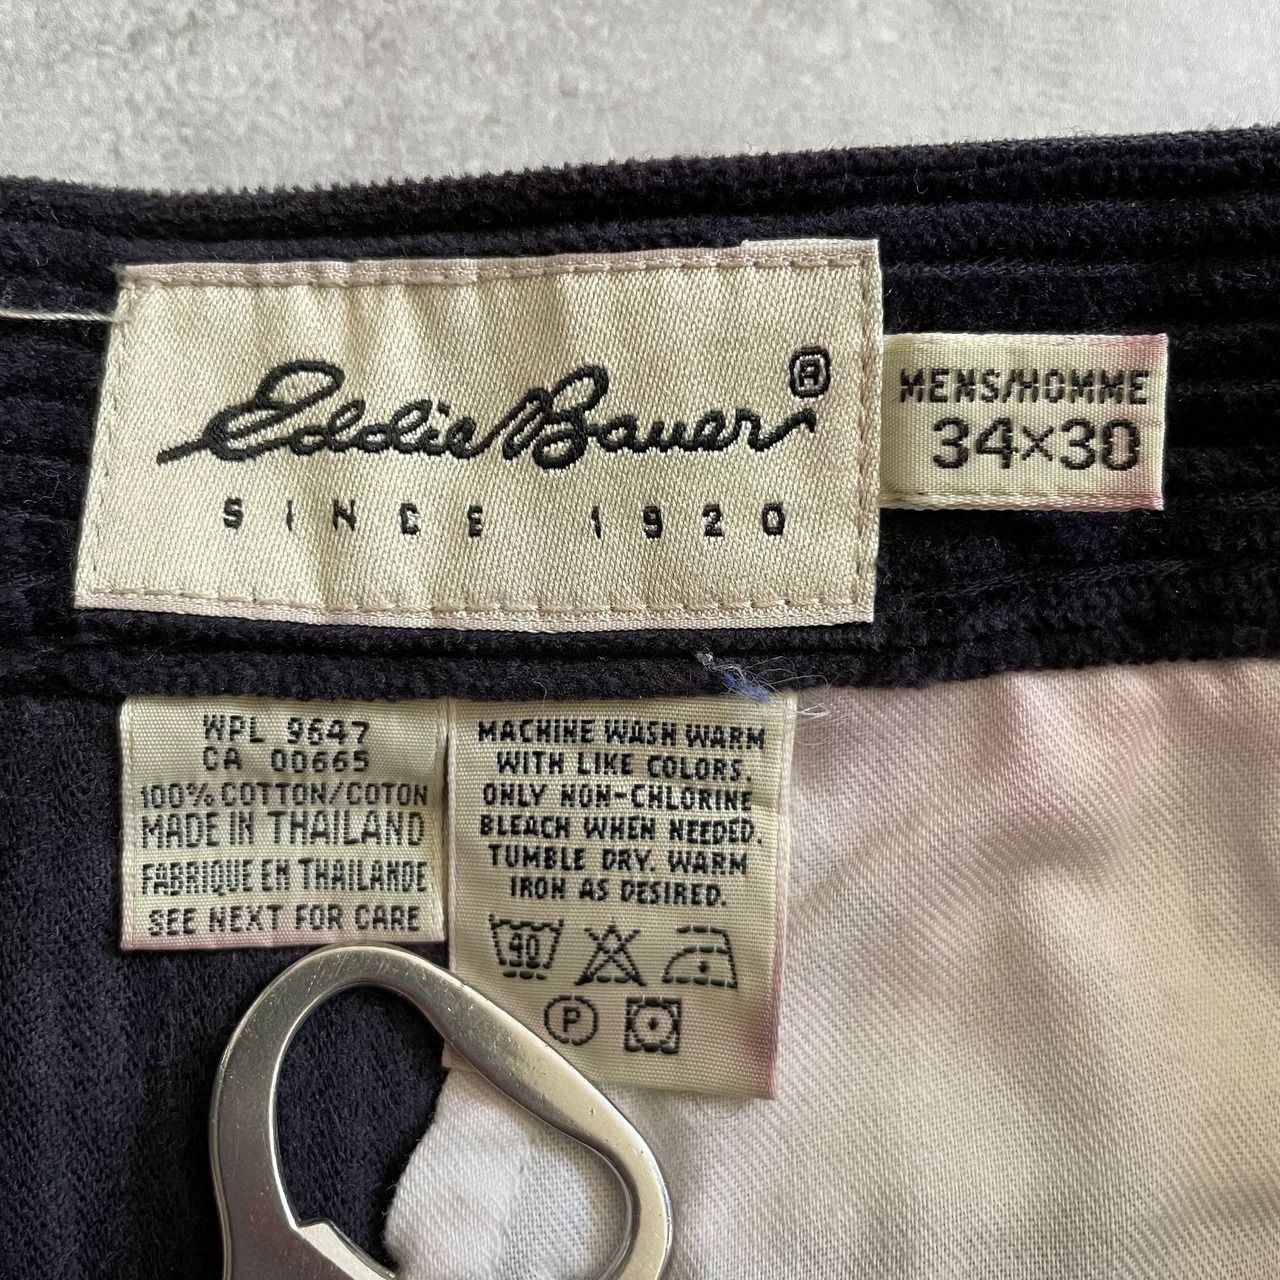 Eddie Bauer®
SINCE 1920
MENS/HOMME
34×30
WPL 9647
CA 00665
100% COTTON/COTON
MADE IN THAILAND
FABRIQUE EN THAILANDE
SEE NEXT FOR CARE
MACHINE WASH WARM
WITH LIKE COLORS.
ONLY NON-CHLORINE
BLEACH WHEN NEEDED.
TUMBLE DRY. WARM
IRON AS DESIRED.
90
P